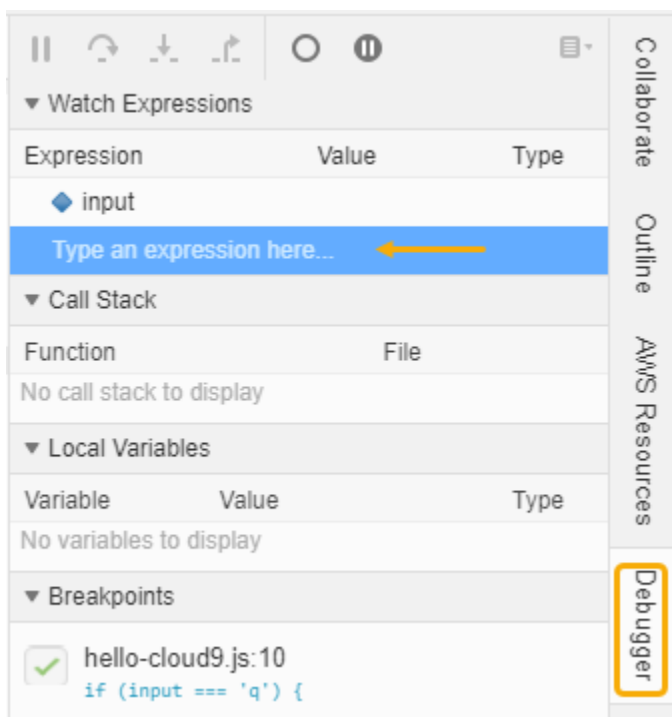 Watch Expressions
Expression Value Type
input
Type an expression here...
Call Stack
Function File
No call stack to display
Local Variables
Variable Value Type
No variables to display
Breakpoints
hello-cloud9.js:10
if (input === 'q') {
Collaborate
Outline
AWS Resources
Debugger